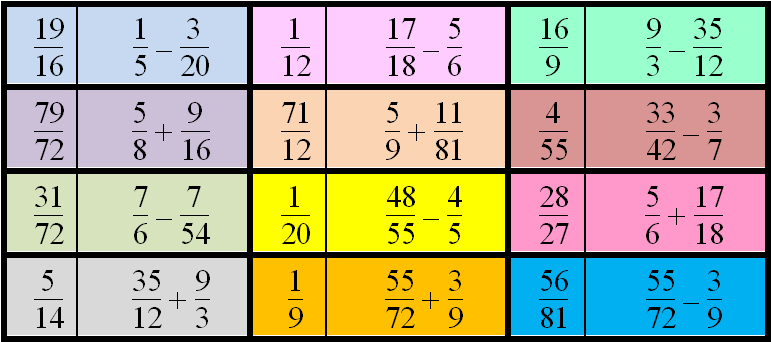 19/16 1/5 − 3/20 1/12 17/18 − 5/6 16/9 9/3 − 35/12
79/72 5/8 + 9/16 71/12 5/9 + 11/81 4/55 33/42 − 3/7
31/72 7/6 − 7/54 1/20 48/55 − 4/5 28/27 5/6 + 17/18
5/14 35/12 + 9/3 1/9 55/72 + 3/9 56/81 55/72 − 3/9